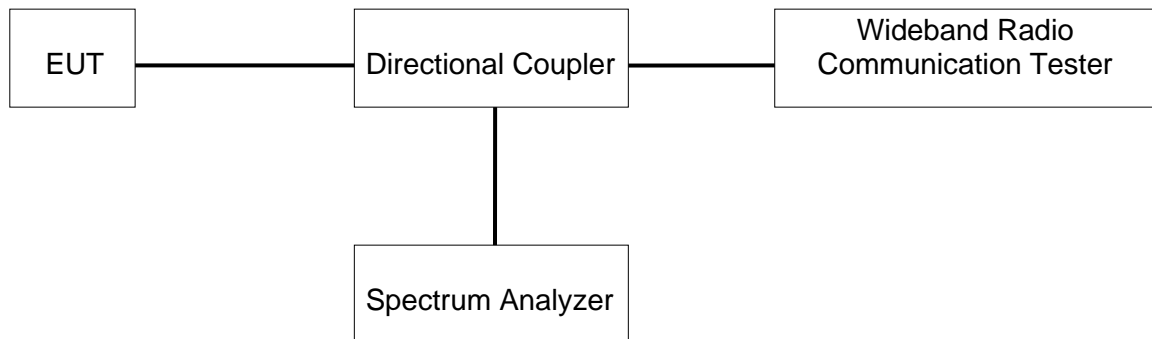 EUT
Directional Coupler
Wideband Radio
Communication Tester
Spectrum Analyzer